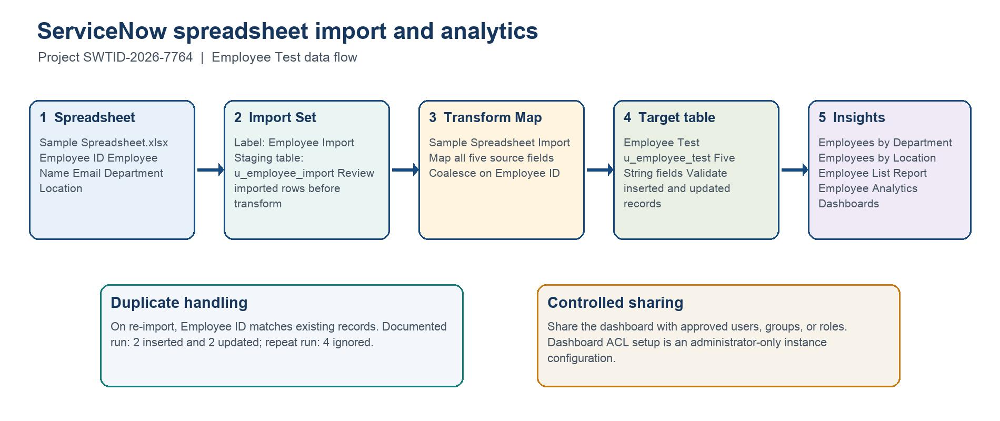 ServiceNow spreadsheet import and analytics
Project SWTID-2026-7764 | Employee Test data flow
1 Spreadsheet
Sample Spreadsheet.xlsx
Employee ID Employee
Name Email Department
Location
2 Import Set
Label: Employee Import
Staging table:
u_employee_import Review
imported rows before
transform
3 Transform Map
Sample Spreadsheet Import
Map all five source fields
Coalesce on Employee ID
4 Target table
Employee Test
u_employee_test Five
String fields Validate
inserted and updated
records
5 Insights
Employees by Department
Employees by Location
Employee List Report
Employee Analytics
Dashboards
Duplicate handling
On re-import, Employee ID matches existing records. Documented
run: 2 inserted and 2 updated; repeat run: 4 ignored.
Controlled sharing
Share the dashboard with approved users, groups, or roles.
Dashboard ACL setup is an administrator-only instance
configuration.